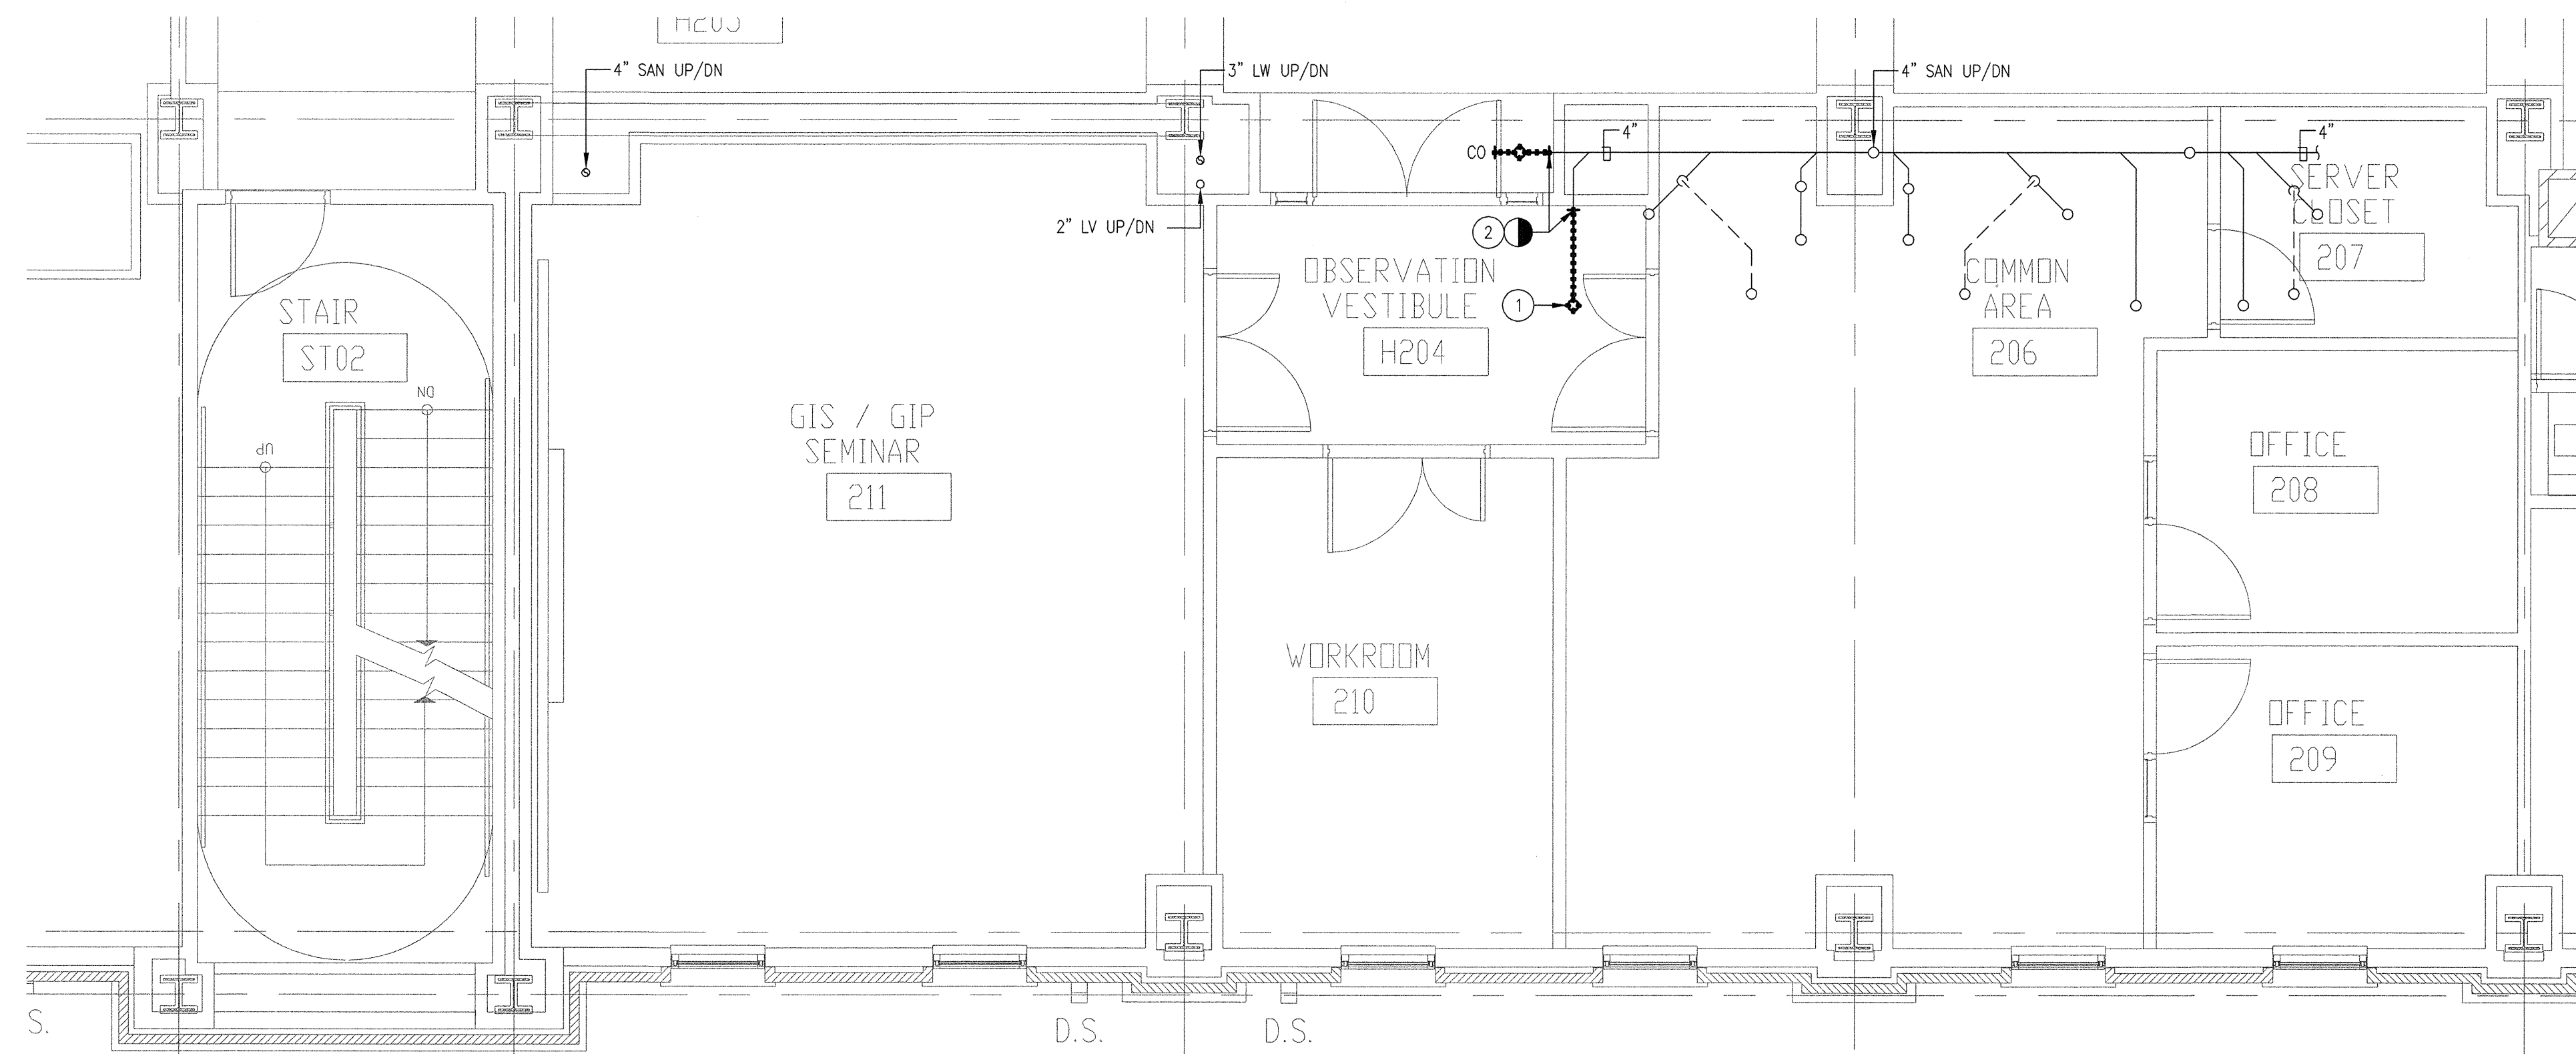 H203
4" SAN UP/DN
3" LW UP/DN
4" SAN UP/DN
4"
4"
CO
SERVER
CLOSET
207
2" LV UP/DN
2
OBSERVATION
VESTIBULE
H204
1
COMMON
AREA
206
STAIR
ST02
DN
UP
GIS / GIP
SEMINAR
211
OFFICE
208
WORKROOM
210
OFFICE
209
S.
D.S.
D.S.